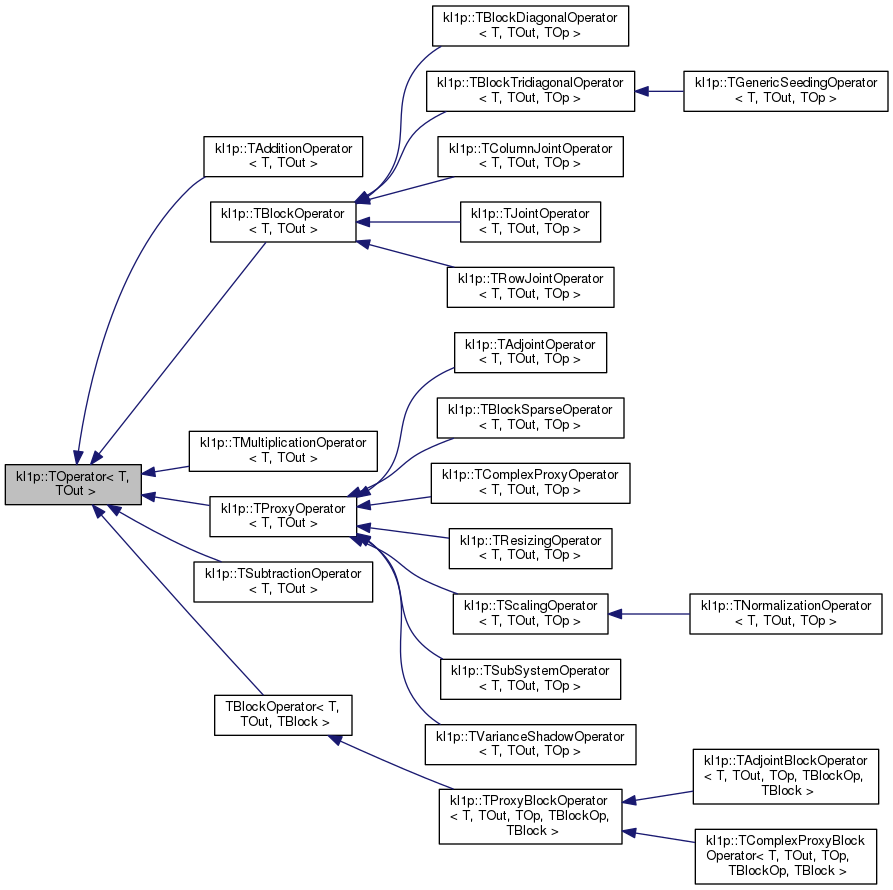 kl1p::TBlockDiagonalOperator
< T, TOut, TOp >
kl1p::TBlockTridiagonalOperator
< T, TOut, TOp >
kl1p::TGenericSeedingOperator
< T, TOut, TOp >
kl1p::TAdditionOperator
< T, TOut >
kl1p::TColumnJointOperator
< T, TOut, TOp >
kl1p::TBlockOperator
< T, TOut >
kl1p::TJointOperator
< T, TOut, TOp >
kl1p::TRowJointOperator
< T, TOut, TOp >
kl1p::TAdjointOperator
< T, TOut, TOp >
kl1p::TBlockSparseOperator
< T, TOut, TOp >
kl1p::TMultiplicationOperator
< T, TOut >
kl1p::TComplexProxyOperator
< T, TOut, TOp >
kl1p::TOperator< T,
TOut >
kl1p::TProxyOperator
< T, TOut >
kl1p::TResizingOperator
< T, TOut, TOp >
kl1p::TSubtractionOperator
< T, TOut >
kl1p::TScalingOperator
< T, TOut, TOp >
kl1p::TNormalizationOperator
< T, TOut, TOp >
kl1p::TSubSystemOperator
< T, TOut, TOp >
TBlockOperator< T,
TOut, TBlock >
kl1p::TVarianceShadowOperator
< T, TOut, TOp >
kl1p::TAdjointBlockOperator
< T, TOut, TOp, TBlockOp,
TBlock >
kl1p::TProxyBlockOperator
< T, TOut, TOp, TBlockOp,
TBlock >
kl1p::TComplexProxyBlock
Operator< T, TOut, TOp,
TBlockOp, TBlock >